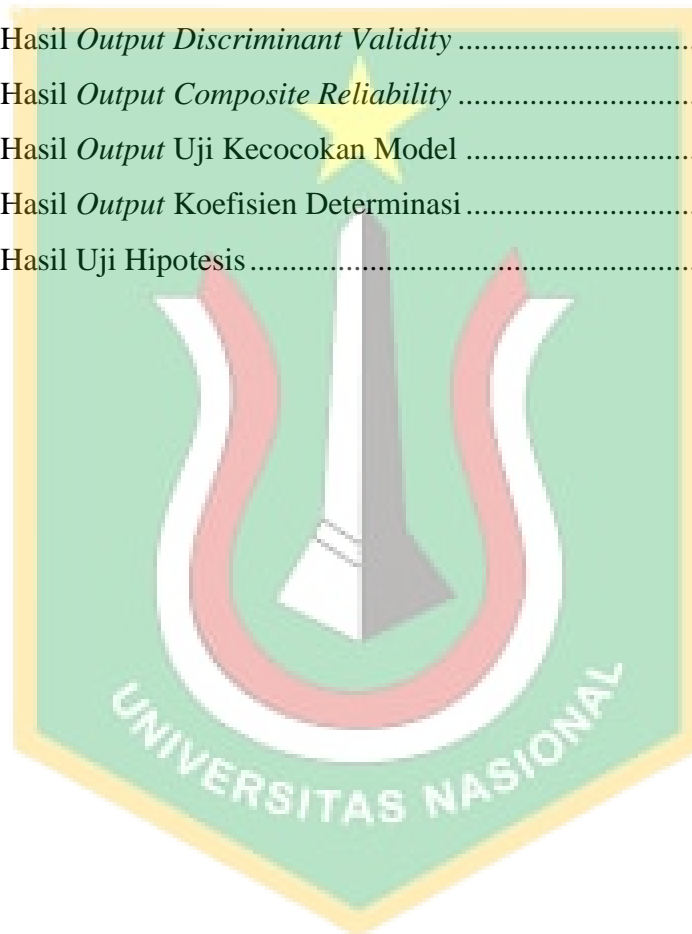 Hasil Output Discriminant Validity ..............................
Hasil Output Composite Reliability ..............................
Hasil Output Uji Kecocokan Model .............................
Hasil Output Koefisien Determinasi .............................
Hasil Uji Hipotesis ........................................................
UNIVERSITAS NASIONAL